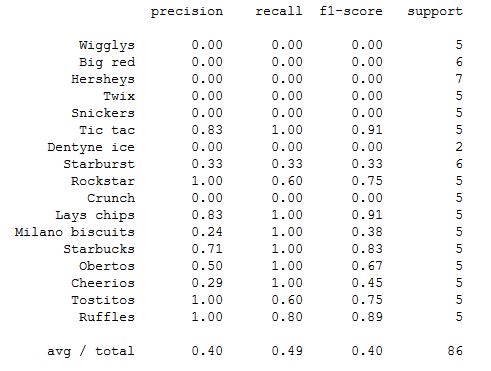 precision recall f1-score support
Wigglys 0.00 0.00 0.00 5
Big red 0.00 0.00 0.00 6
Hersheys 0.00 0.00 0.00 7
Twix 0.00 0.00 0.00 5
Snickers 0.00 0.00 0.00 5
Tic tac 0.83 1.00 0.91 5
Dentyne ice 0.00 0.00 0.00 2
Starburst 0.33 0.33 0.33 6
Rockstar 1.00 0.60 0.75 5
Crunch 0.00 0.00 0.00 5
Lays chips 0.83 1.00 0.91 5
Milano biscuits 0.24 1.00 0.38 5
Starbucks 0.71 1.00 0.83 5
Obertos 0.50 1.00 0.67 5
Cheerios 0.29 1.00 0.45 5
Tostitos 1.00 0.60 0.75 5
Ruffles 1.00 0.80 0.89 5
avg / total 0.40 0.49 0.40 86